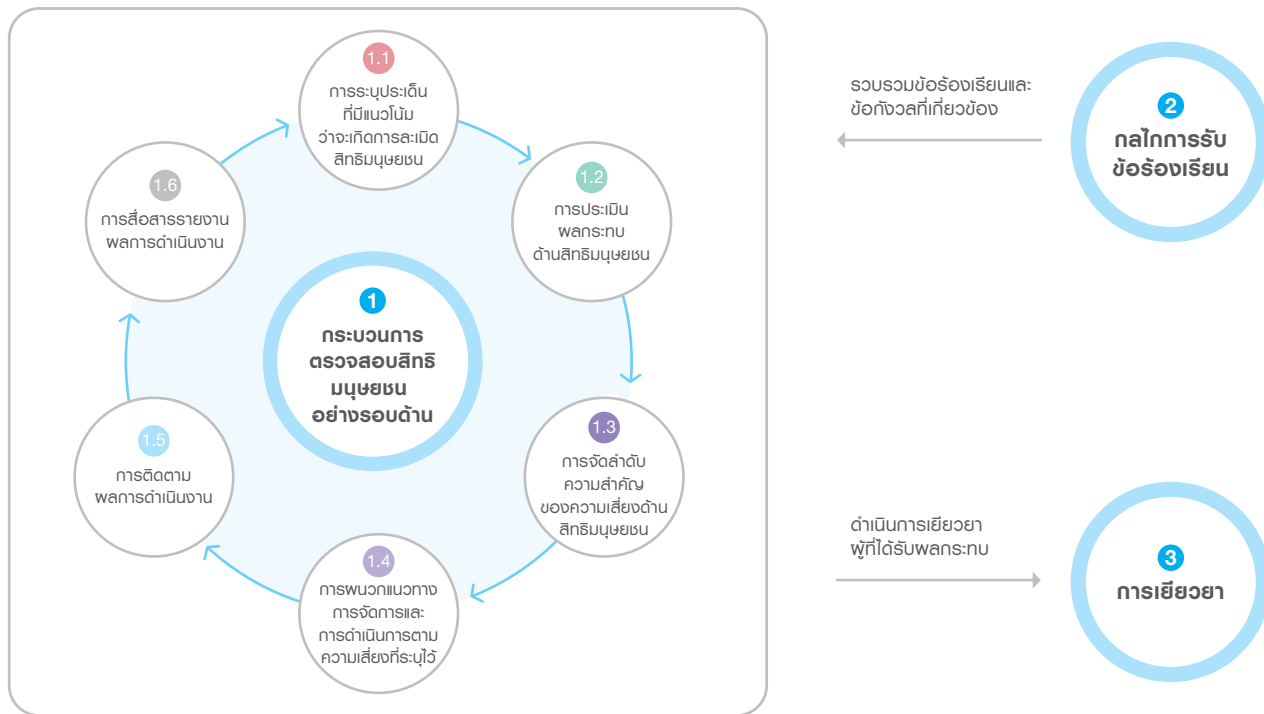 1.1
การระบุประเด็น
ที่มีแนวโน้ม
ว่าจะเกิดการละเมิด
สิทธิมนุษยชน
1.2
การประเมิน
ผลกระทบ
ด้านสิทธิมนุษยชน
1.3
การจัดลำดับ
ความสำคัญ
ของความเสี่ยงด้าน
สิทธิมนุษยชน
1.4
การผนวกแนวทาง
การจัดการและ
การดำเนินการตาม
ความเสี่ยงที่ระบุไว้
1.5
การติดตาม
ผลการดำเนินงาน
1.6
การสื่อสารรายงาน
ผลการดำเนินงาน
1
กระบวนการ
ตรวจสอบสิทธิ
มนุษยชน
อย่างรอบด้าน
รวบรวมข้อร้องเรียนและ
ข้อกังวลที่เกี่ยวข้อง
2
กลไกการรับ
ข้อร้องเรียน
ดำเนินการเยียวยา
ผู้ที่ได้รับผลกระทบ
3
การเยียวยา